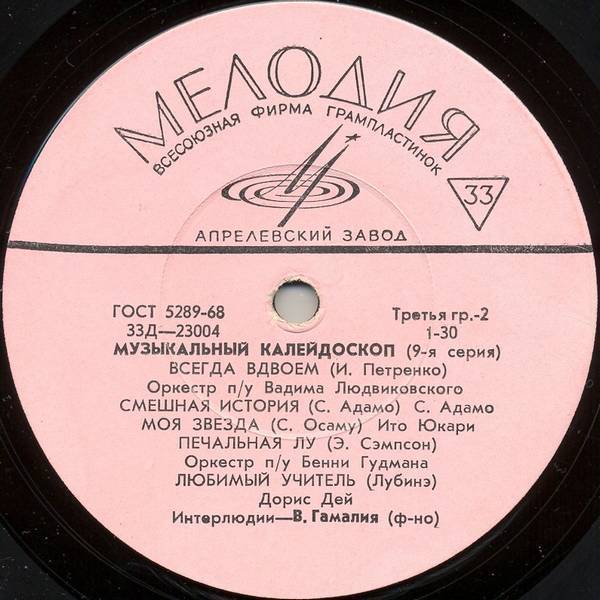 МЕЛОДИЯ
ВСЕСОЮЗНАЯ ФИРМА ГРАМПЛАСТИНОК
33
АПРЕЛЕВСКИЙ ЗАВОД
ГОСТ 5289-68 Третья гр.-2
33Д—23004 1-30
МУЗЫКАЛЬНЫЙ КАЛЕЙДОСКОП (9-я серия)
ВСЕГДА ВДВОЕМ (И. Петренко)
Оркестр п/у Вадима Людвиковского
СМЕШНАЯ ИСТОРИЯ (С. Адамо) С. Адамо
МОЯ ЗВЕЗДА (С. Осаму) Ито Юкари
ПЕЧАЛЬНАЯ ЛУ (Э. Сэмпсон)
Оркестр п/у Бенни Гудмана
ЛЮБИМЫЙ УЧИТЕЛЬ (Лубинэ)
Дорис Дей
Интерлюдии—В. Гамалия (ф-но)